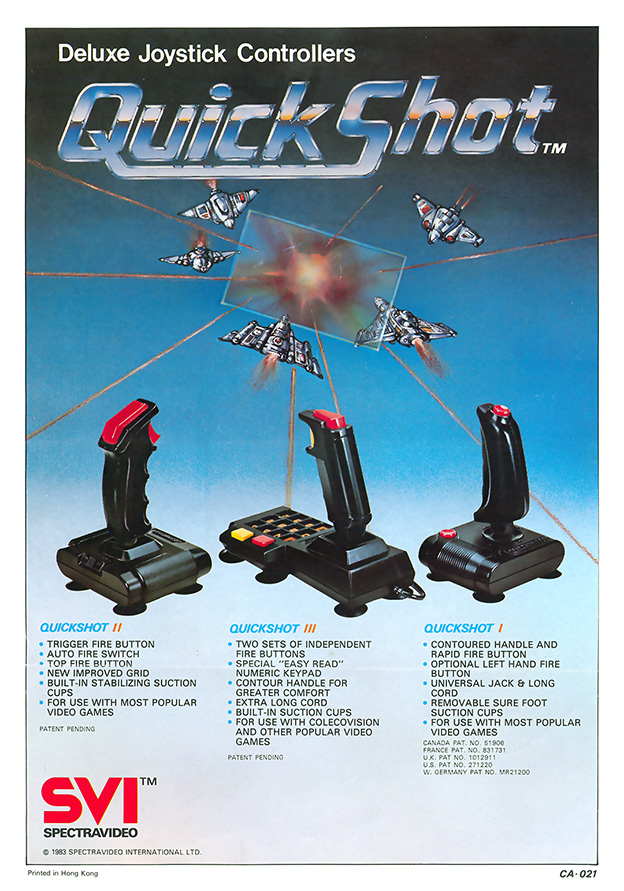 Deluxe Joystick Controllers
QuickShot TM
QUICKSHOT II
• TRIGGER FIRE BUTTON
• AUTO FIRE SWITCH
• TOP FIRE BUTTON
• NEW IMPROVED GRID
• BUILT-IN STABILIZING SUCTION
CUPS
• FOR USE WITH MOST POPULAR
VIDEO GAMES
PATENT PENDING
QUICKSHOT III
• TWO SETS OF INDEPENDENT
FIRE BUTTONS
• SPECIAL "EASY READ"
NUMERIC KEYPAD
• CONTOUR HANDLE FOR
GREATER COMFORT
• EXTRA LONG CORD
• BUILT-IN SUCTION CUPS
• FOR USE WITH COLECOVISION
AND OTHER POPULAR VIDEO
GAMES
PATENT PENDING
QUICKSHOT I
• CONTOURED HANDLE AND
RAPID FIRE BUTTON
• OPTIONAL LEFT HAND FIRE
BUTTON
• UNIVERSAL JACK & LONG
CORD
• REMOVABLE SURE FOOT
SUCTION CUPS
• FOR USE WITH MOST POPULAR
VIDEO GAMES
CANADA PAT. NO. 51906
FRANCE PAT. NO. 831731
U.K. PAT NO. 1012911
U.S. PAT NO. 271220
W. GERMANY PAT NO. MR21200
SVI TM
SPECTRAVIDEO
© 1983 SPECTRAVIDEO INTERNATIONAL LTD.
Printed in Hong Kong
CA-021